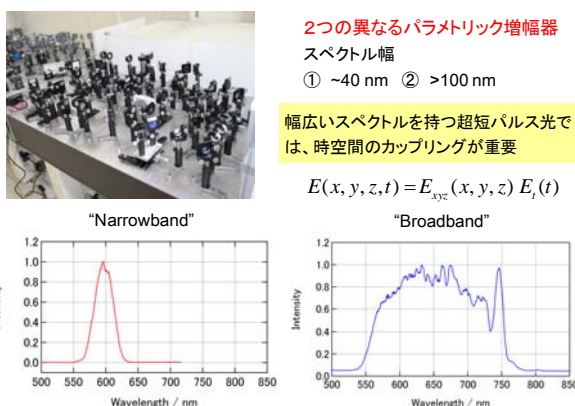 2つの異なるパラメトリック増幅器
スペクトル幅
① ~40 nm ② >100 nm
幅広いスペクトルを持つ超短パルス光で
は、時空間のカップリングが重要
E(x, y, z, t) = E_{xyz}(x, y, z) E_t(t)
“Narrowband”
1.2
1.0
0.8
0.6
0.4
0.2
0.0
500 550 600 650 700 750 800 850
Wavelength / nm
“Broadband”
Intensity
1.2
1.0
0.8
0.6
0.4
0.2
0.0
500 550 600 650 700 750 800 850
Wavelength / nm